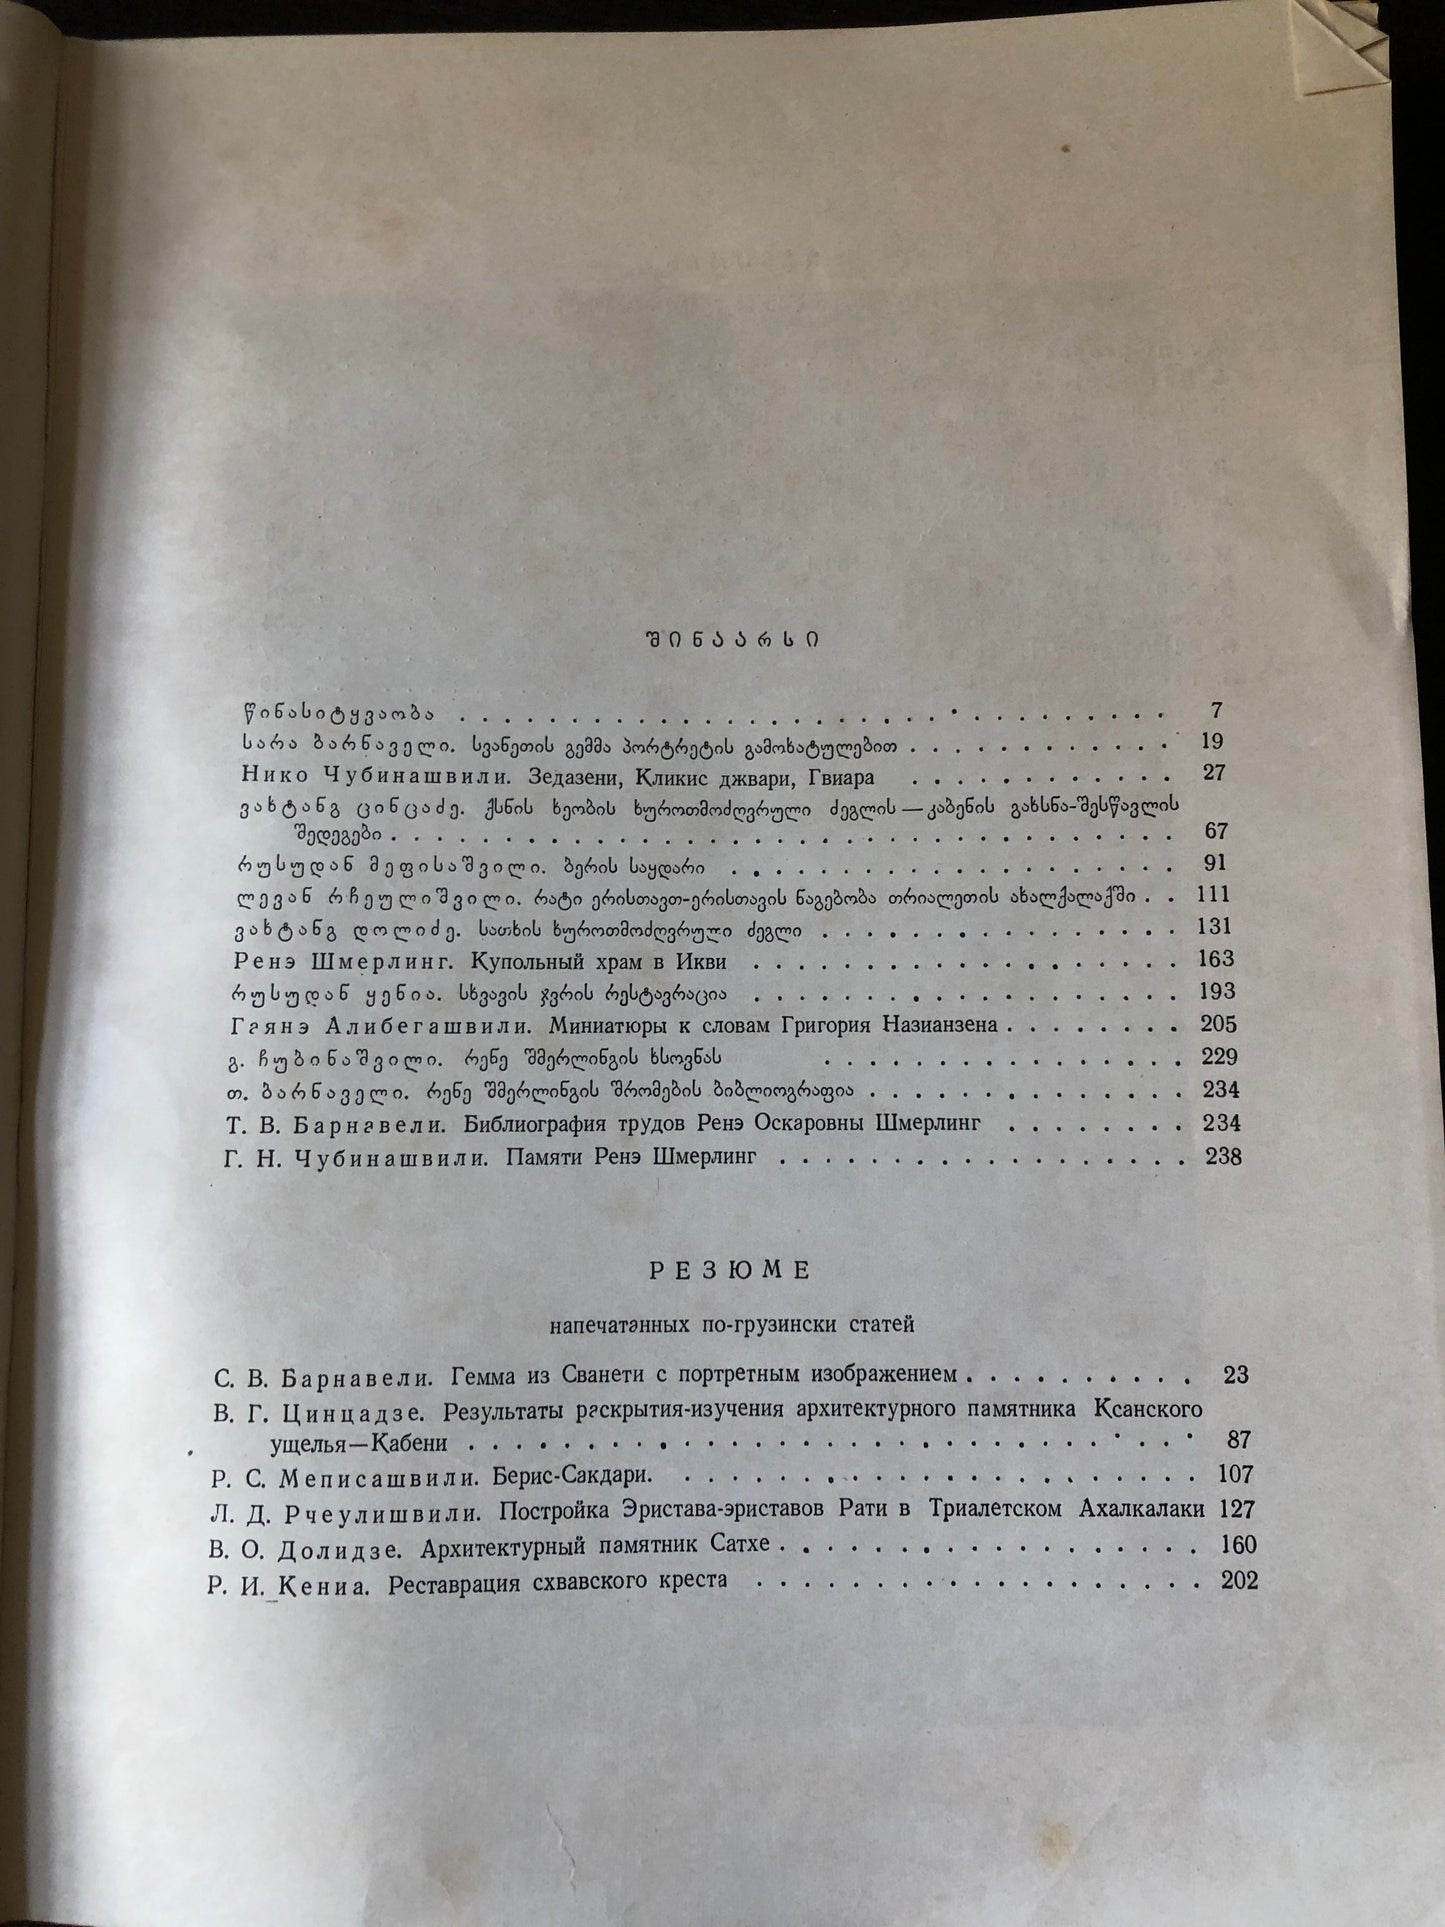 შინაარსი
წინასიტყვაობა . . . . . . . . . . . . . . . . . . . . . . . . . . 7
სარა ბარნაველი. სვანეთის გემმა პორტრეტის გამოხატულებით . . . . . . . . . . . . 19
Нико Чубинашвили. Зедазени, Кликис джвари, Гвиара . . . . . . . . . . . . 27
ვახტანგ ცინცაძე. ქსნის ხეობის ხუროთმოძღვრული ძეგლის — კაბენის გახსნა-შესწავლის
შედეგები . . . . . . . . . . . . . . . . . . . . . . . . . . . . . . 67
რუსუდან მეფისაშვილი. ბერის საყდარი . . . . . . . . . . . . . . . . . . 91
ლევან რჩეულიშვილი. რატი ერისთავთ-ერისთავის ნაგებობა თრიალეთის ახალქალაქში . . 111
ვახტანგ დოლიძე. სათხის ხუროთმოძღვრული ძეგლი . . . . . . . . . . . . . . . . 131
Ренэ Шмерлинг. Купольный храм в Икви . . . . . . . . . . . . . . . . . . 163
რუსუდან ყენია. სხვავის ჯვრის რესტავრაცია . . . . . . . . . . . . . . . . . . 193
Гаянэ Алибегашвили. Миниатюры к словам Григория Назианзена . . . . . . . . 205
გ. ჩუბინაშვილი. რენე შმერლინგის ხსოვნას . . . . . . . . . . . . . . . . 229
თ. ბარნაველი. რენე შმერლინგის შრომების ბიბლიოგრაფია . . . . . . . . . . . . . . 234
Т. В. Барнавели. Библиография трудов Ренэ Оскаровны Шмерлинг . . . . . . . . 234
Г. Н. Чубинашвили. Памяти Ренэ Шмерлинг . . . . . . . . . . . . . . . . . . 238
РЕЗЮМЕ
напечатанных по-грузински статей
С. В. Барнавели. Гемма из Сванети с портретным изображением . . . . . . . . . . 23
В. Г. Цинцадзе. Результаты раскрытия-изучения архитектурного памятника Ксанского
ущелья—Кабени . . . . . . . . . . . . . . . . . . . . . . . . . . . . . . 87
Р. С. Меписашвили. Берис-Сакдари. . . . . . . . . . . . . . . . . . . . . . . 107
Л. Д. Рчеулишвили. Постройка Эристава-эриставов Рати в Триалетском Ахалкалаки 127
В. О. Долидзе. Архитектурный памятник Сатхе . . . . . . . . . . . . . . . . . . 160
Р. И. Кениа. Реставрация схвавского креста . . . . . . . . . . . . . . . . . . . 202